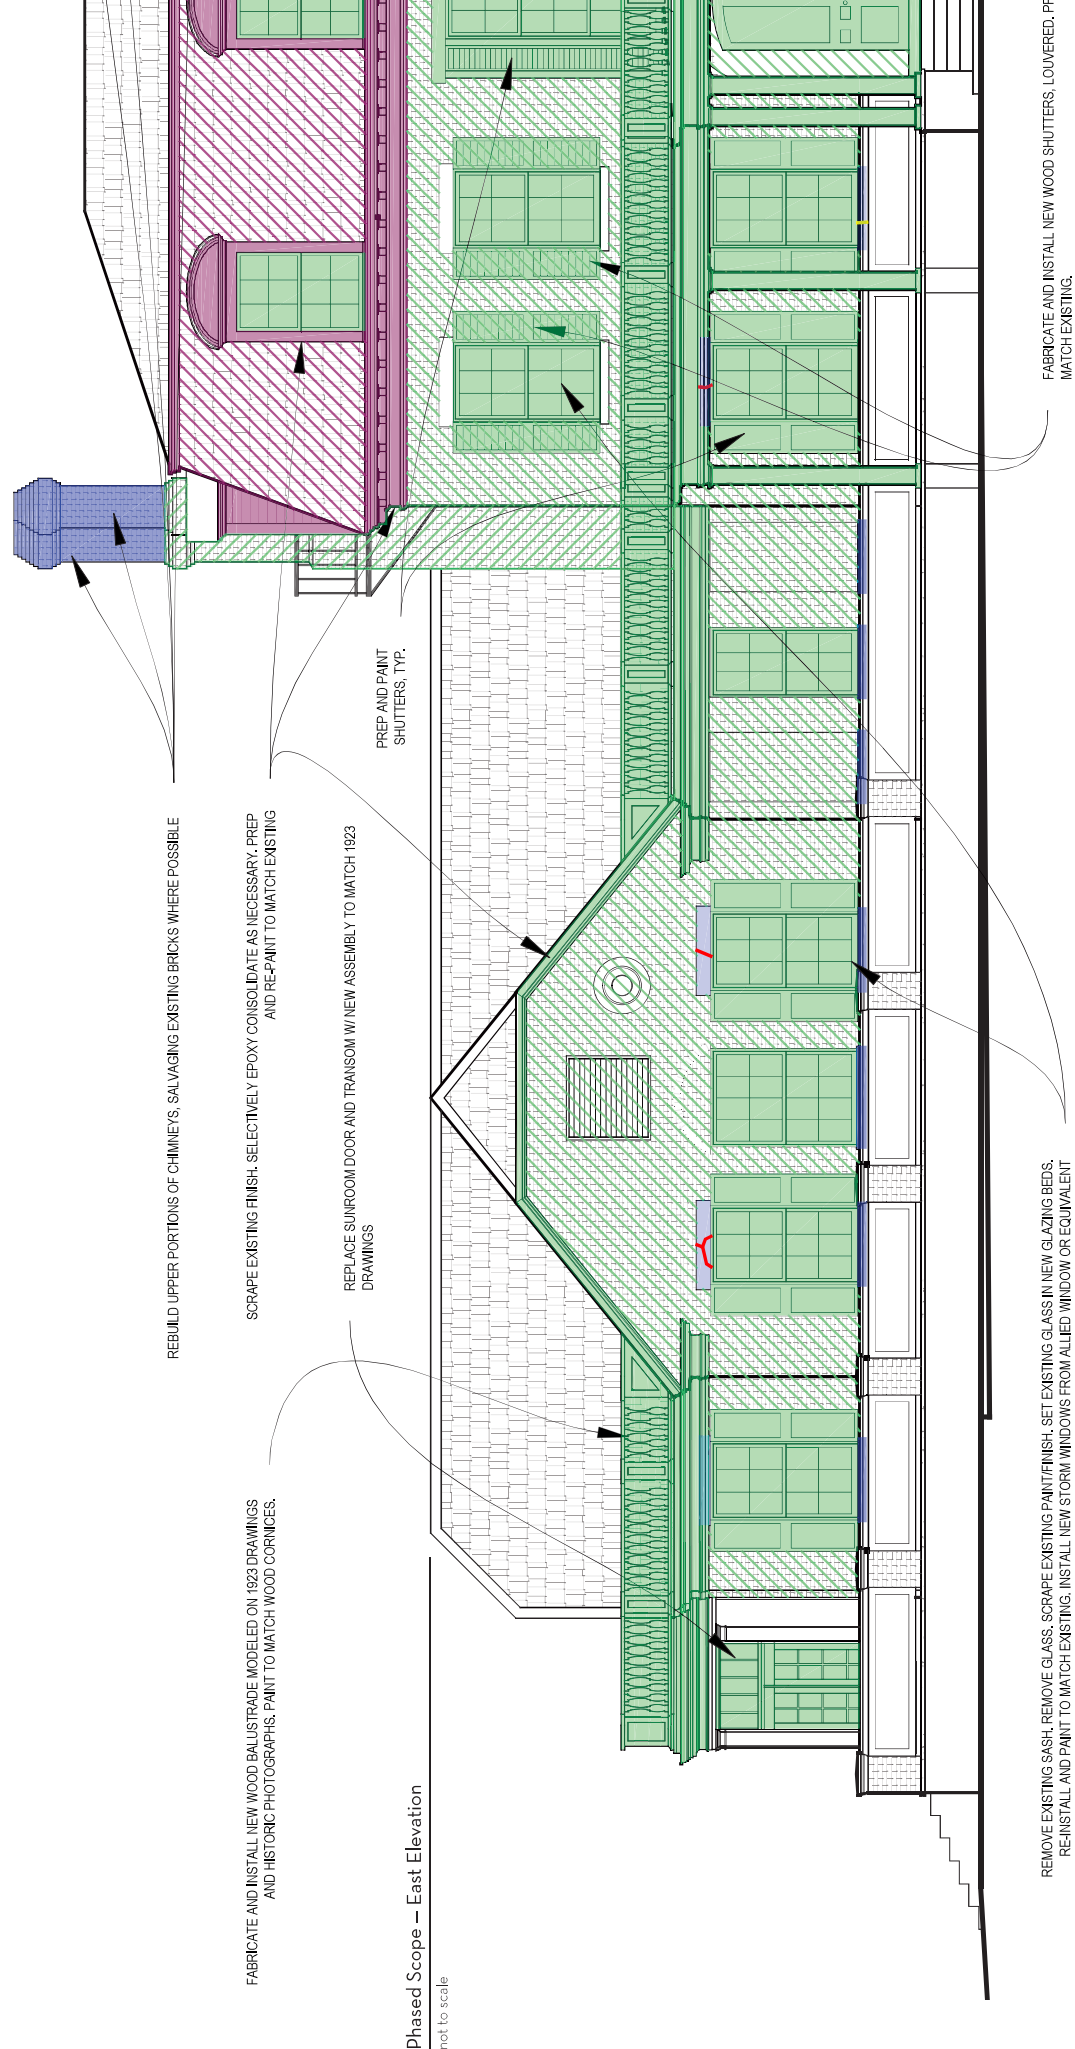 REBUILD UPPER PORTIONS OF CHIMNEYS, SALVAGING EXISTING BRICKS WHERE POSSIBLE
FABRICATE AND INSTALL NEW WOOD BALUSTRADE MODELED ON 1923 DRAWINGS
AND HISTORIC PHOTOGRAPHS. PAINT TO MATCH WOOD CORNICES.
SCRAPE EXISTING FINISH. SELECTIVELY EPOXY CONSOLIDATE AS NECESSARY. PREP
AND RE-PAINT TO MATCH EXISTING
REPLACE SUNROOM DOOR AND TRANSOM W/ NEW ASSEMBLY TO MATCH 1923
DRAWINGS
PREP AND PAINT
SHUTTERS, TYP.
Phased Scope – East Elevation
not to scale
REMOVE EXISTING SASH. REMOVE GLASS. SCRAPE EXISTING PAINT/FINISH. SET EXISTING GLASS IN NEW GLAZING BEDS.
RE-INSTALL AND PAINT TO MATCH EXISTING. INSTALL NEW STORM WINDOWS FROM ALLIED WINDOW OR EQUIVALENT
FABRICATE AND INSTALL NEW WOOD SHUTTERS, LOUVERED.
MATCH EXISTING.